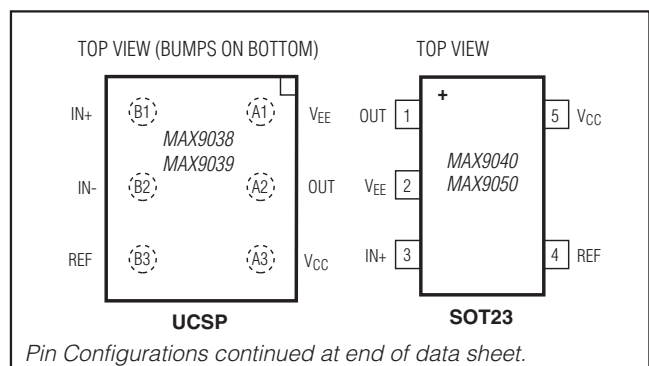 TOP VIEW (BUMPS ON BOTTOM)
IN+ B1 A1 VEE
MAX9038
MAX9039
IN- B2 A2 OUT
REF B3 A3 VCC
UCSP
TOP VIEW
+
OUT 1 5 VCC
MAX9040
MAX9050
VEE 2
IN+ 3 4 REF
SOT23
Pin Configurations continued at end of data sheet.